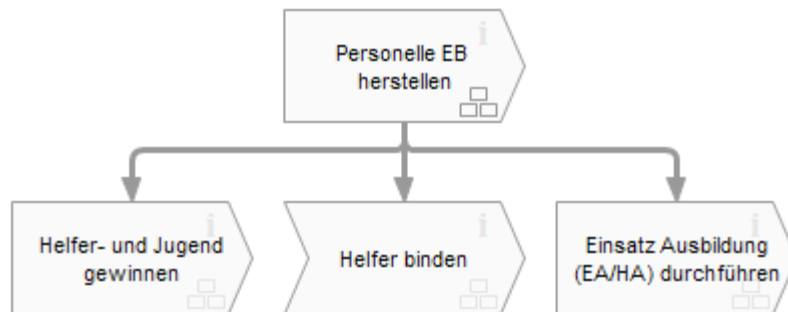 Personelle EB
herstellen
Helfer- und Jugend
gewinnen
Helfer binden
Einsatz Ausbildung
(EA/HA) durchführen